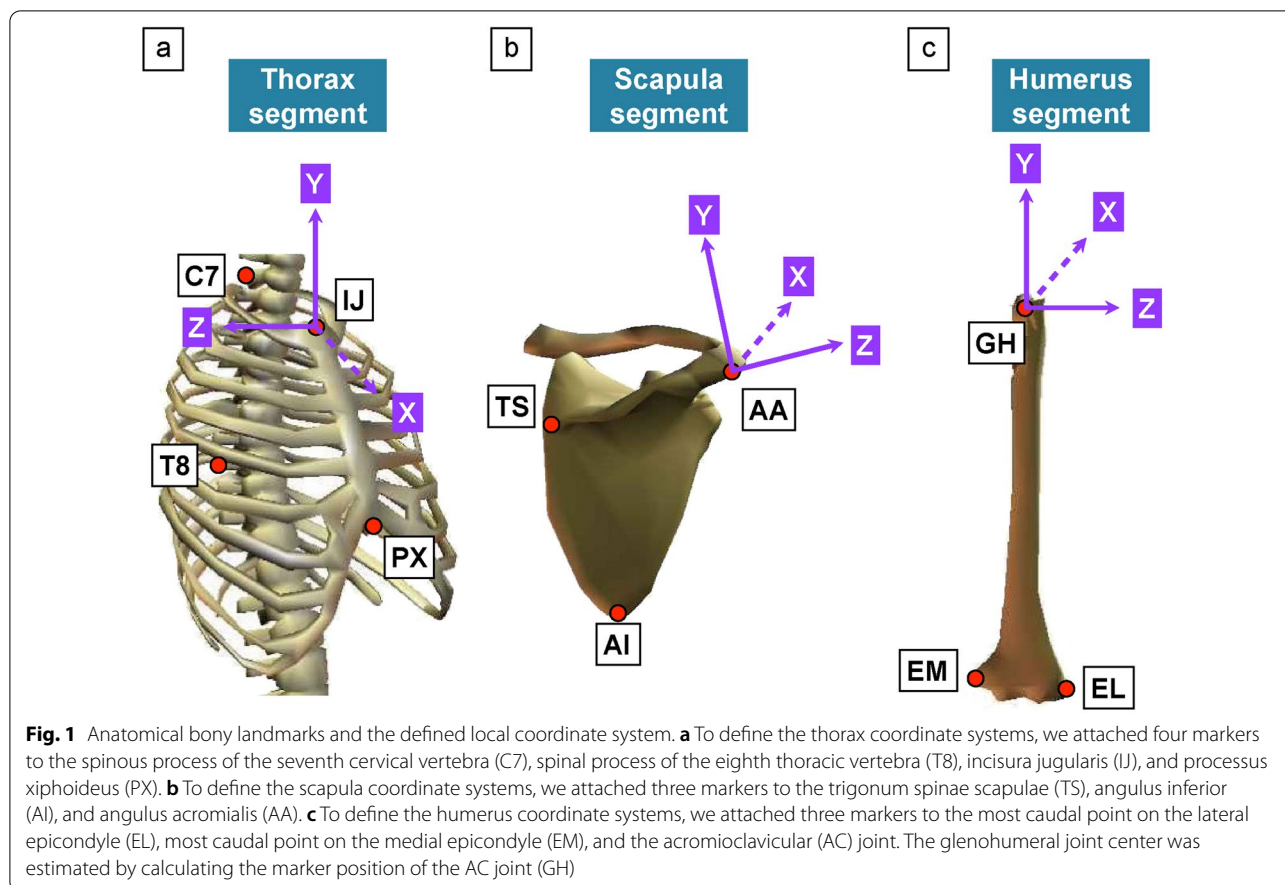 a
Thorax
segment
Y
C7
IJ
Z
X
T8
PX
b
Scapula
segment
Y
X
Z
TS
AA
AI
c
Humerus
segment
Y
X
Z
GH
EM
EL
Fig. 1 Anatomical bony landmarks and the defined local coordinate system. a To define the thorax coordinate systems, we attached four markers
to the spinous process of the seventh cervical vertebra (C7), spinal process of the eighth thoracic vertebra (T8), incisura jugularis (IJ), and processus
xiphoideus (PX). b To define the scapula coordinate systems, we attached three markers to the trigonum spinae scapulae (TS), angulus inferior
(AI), and angulus acromialis (AA). c To define the humerus coordinate systems, we attached three markers to the most caudal point on the lateral
epicondyle (EL), most caudal point on the medial epicondyle (EM), and the acromioclavicular (AC) joint. The glenohumeral joint center was
estimated by calculating the marker position of the AC joint (GH)